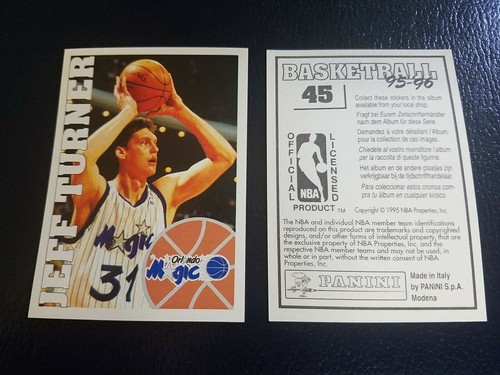 JEFF TURNER
Magic
31
Orlando
Magic
BASKETBALL
95-96
45
Collect these stickers in the album
available from your local shop.
Fragt bei Eurem Zeitschriftenhändler
nach dem Album für diese Serie.
Demandez à votre détaillant l'Album
pour la collection de ces images.
Chiedete al vostro rivenditore l'album
per la raccolta di queste figurine.
Het album en de andere plaatjes zijn
verkrijgbaar bij de tijdschrifthandelaar.
Para coleccionar estos cromos compra
tu álbum en cualquier kiosco.
OFFICIAL
LICENSED
NBA
PRODUCT ™
Copyright © 1995 NBA Properties, Inc.
The NBA and individual NBA member team identifications
reproduced on this product are trademarks and copyrighted
designs, and/or other forms of intellectual property, that are
the exclusive property of NBA Properties, Inc. and the
respective NBA member teams and may not be used, in
whole or in part, without the written consent of NBA
Properties, Inc.
PANINI
Made in Italy
by PANINI S.p.A.
Modena